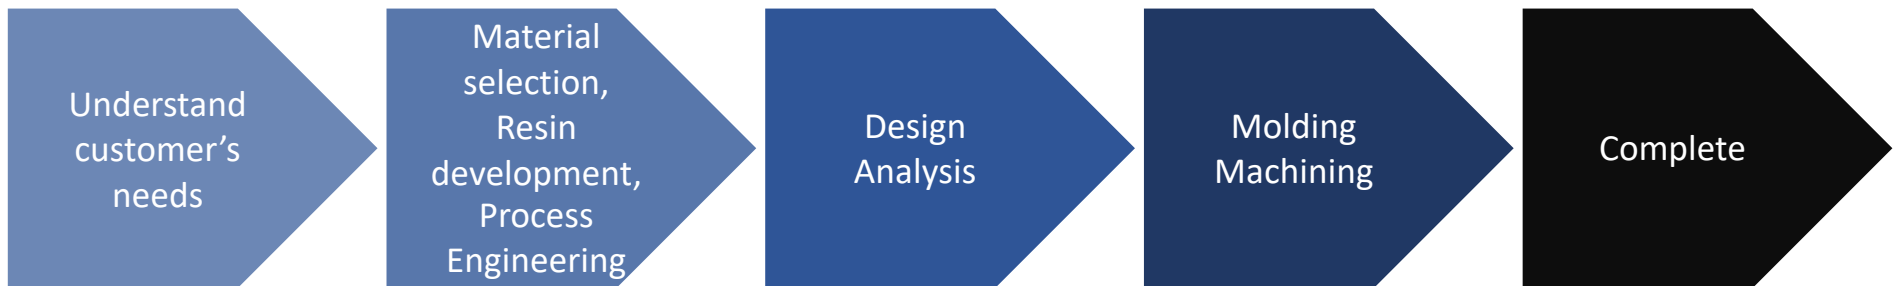 Understand
customer’s
needs
Material
selection,
Resin
development,
Process
Engineering
Design
Analysis
Molding
Machining
Complete